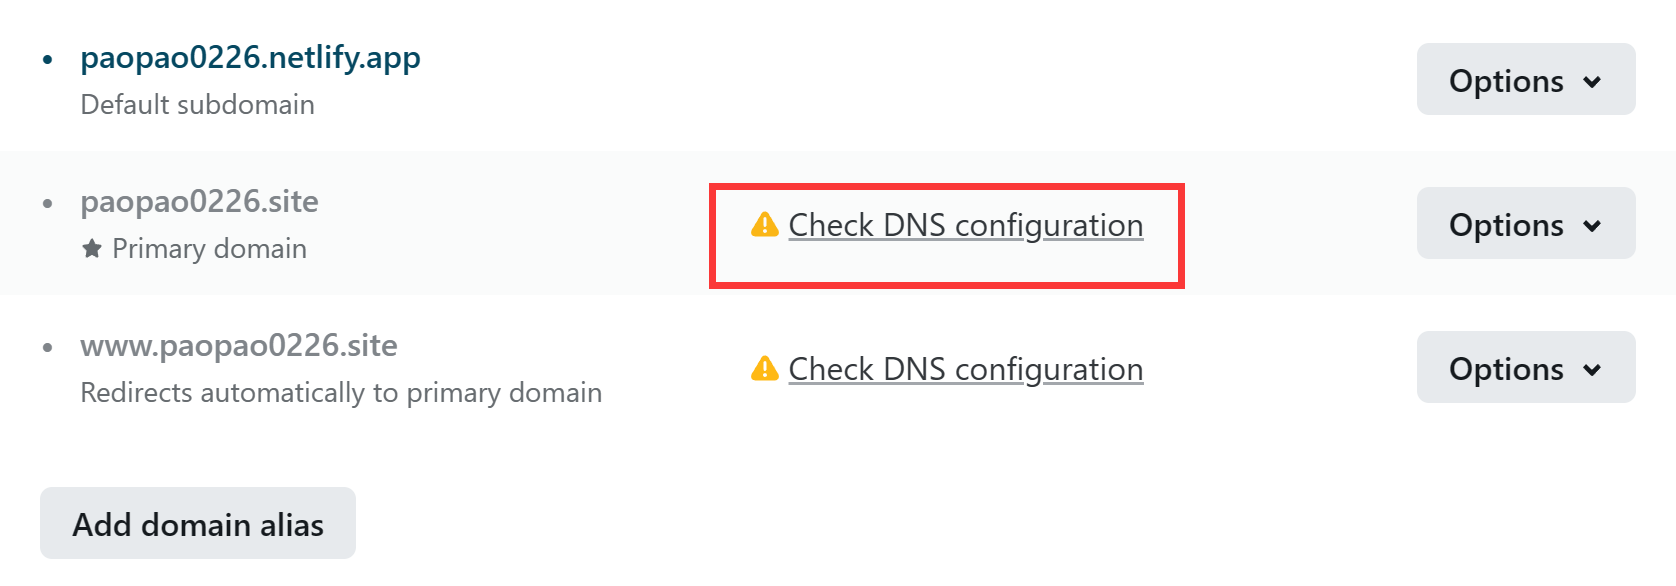 paopao0226.netlify.app
Default subdomain
Options
paopao0226.site
Primary domain
Check DNS configuration
Options
www.paopao0226.site
Redirects automatically to primary domain
Check DNS configuration
Options
Add domain alias